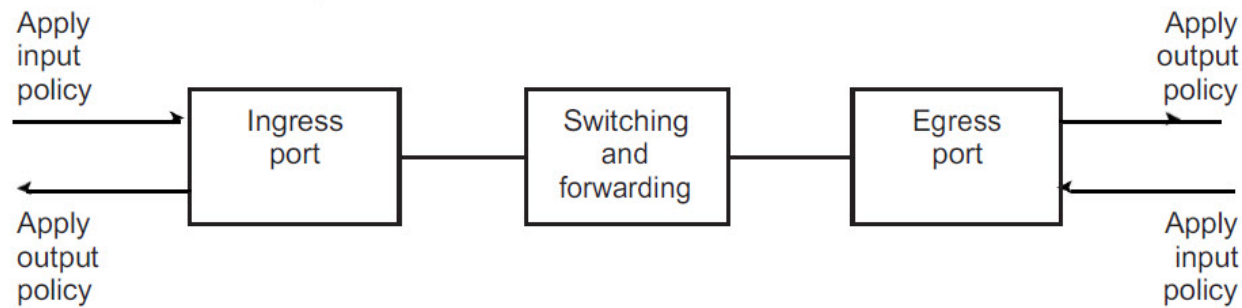 Apply
input
policy
Apply
output
policy
Ingress
port
Switching
and
forwarding
Egress
port
Apply
output
policy
Apply
input
policy